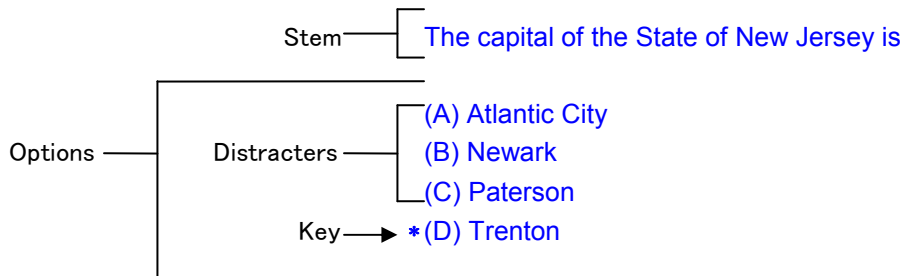 Stem The capital of the State of New Jersey is
(A) Atlantic City
Options Distracters (B) Newark
(C) Paterson
Key *(D) Trenton